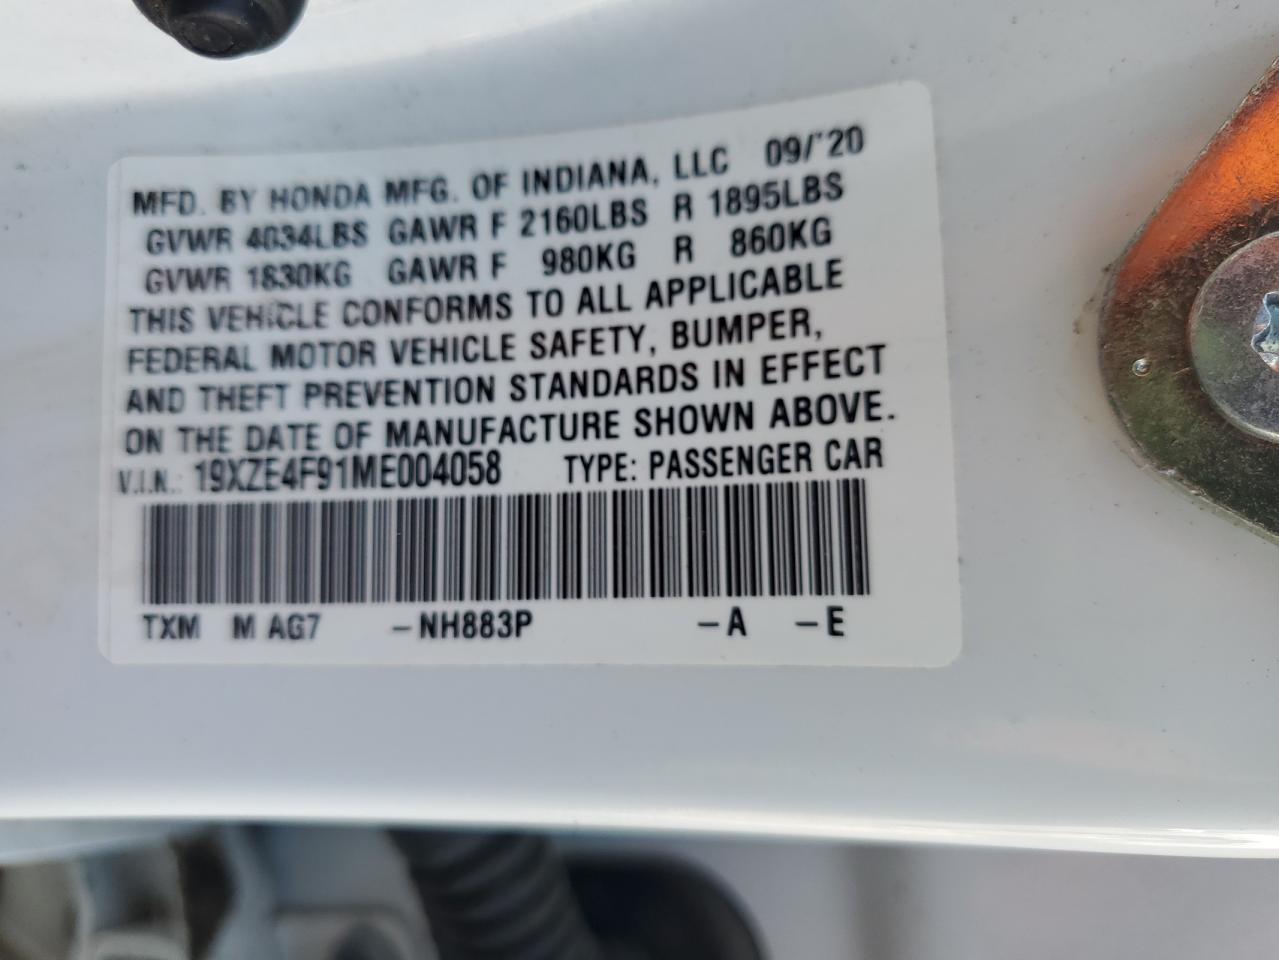 MFD. BY HONDA MFG. OF INDIANA, LLC 09/'20
GVWR 4034LBS GAWR F 2160LBS R 1895LBS
GVWR 1830KG GAWR F 980KG R 860KG
THIS VEHICLE CONFORMS TO ALL APPLICABLE
FEDERAL MOTOR VEHICLE SAFETY, BUMPER,
AND THEFT PREVENTION STANDARDS IN EFFECT
ON THE DATE OF MANUFACTURE SHOWN ABOVE.
V.I.N.: 19XZE4F91ME004058 TYPE: PASSENGER CAR
TXM M AG7 -NH883P -A -E